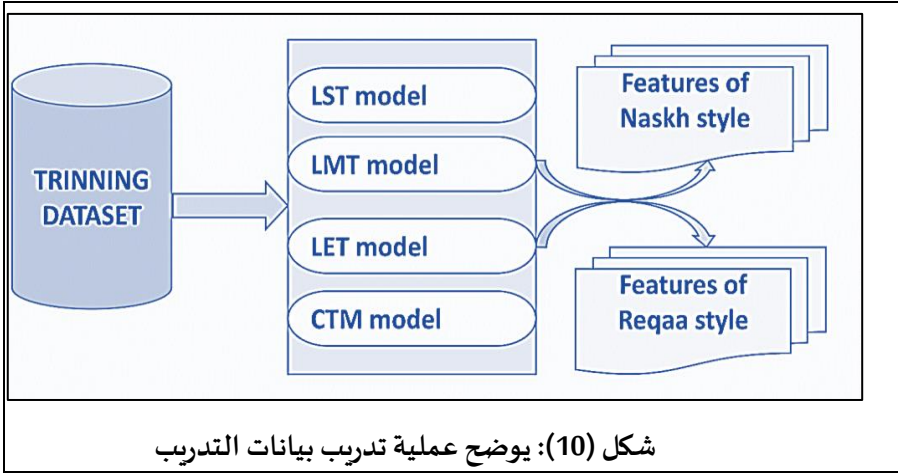 TRINNING
DATASET
LST model
LMT model
LET model
CTM model
Features of
Naskh style
Features of
Reqaa style
شكل (10): يوضح عملية تدريب بيانات التدريب